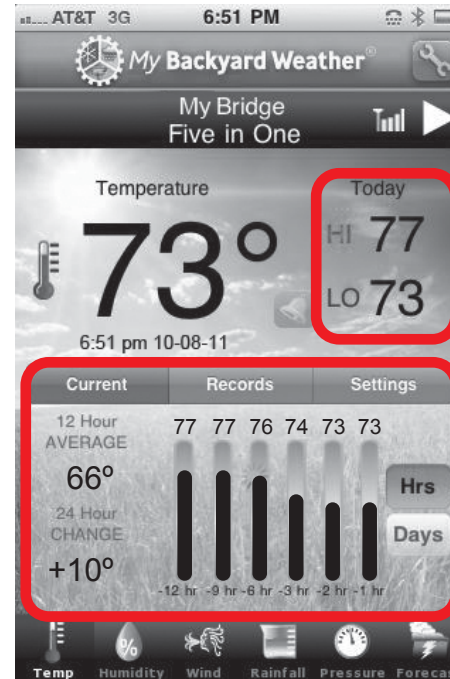 AT&T 3G 6:51 PM
My Backyard Weather®
My Bridge
Five in One
Temperature
Today
73°
HI 77
LO 73
6:51 pm 10-08-11
Current Records Settings
12 Hour
AVERAGE
66º
24 Hour
CHANGE
+10º
77 77 76 74 73 73
-12 hr -9 hr -6 hr -3 hr -2 hr -1 hr
Hrs
Days
%
Temp Humidity Wind Rainfall Pressure Forecas